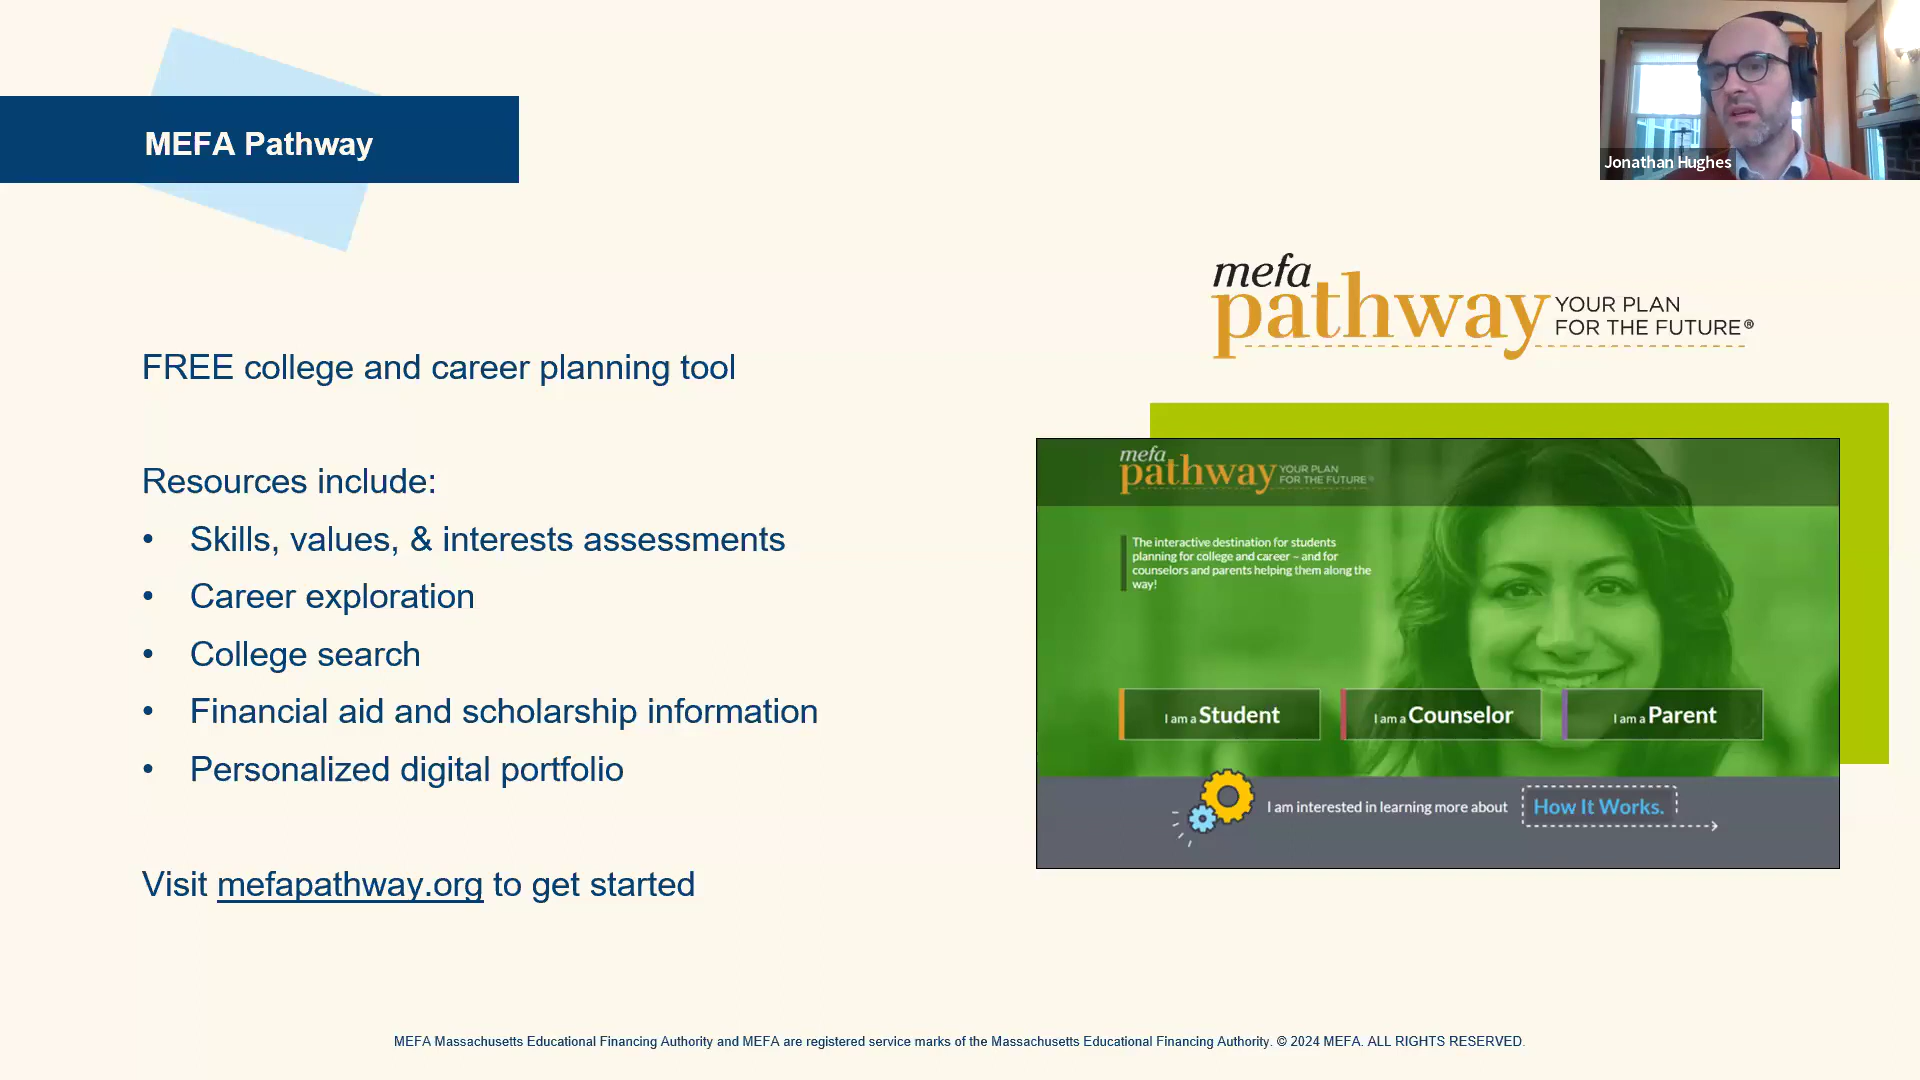 MEFA Pathway
Jonathan Hughes
mefa
pathway YOUR PLAN
FOR THE FUTURE®
FREE college and career planning tool
Resources include:
• Skills, values, & interests assessments
• Career exploration
• College search
• Financial aid and scholarship information
• Personalized digital portfolio
Visit mefapathway.org to get started
mefa
pathway YOUR PLAN
FOR THE FUTURE®
The interactive destination for students
planning for college and career – and for
counselors and parents helping them along the
way!
I am a Student
I am a Counselor
I am a Parent
I am interested in learning more about How It Works.
MEFA Massachusetts Educational Financing Authority and MEFA are registered service marks of the Massachusetts Educational Financing Authority. © 2024 MEFA. ALL RIGHTS RESERVED.